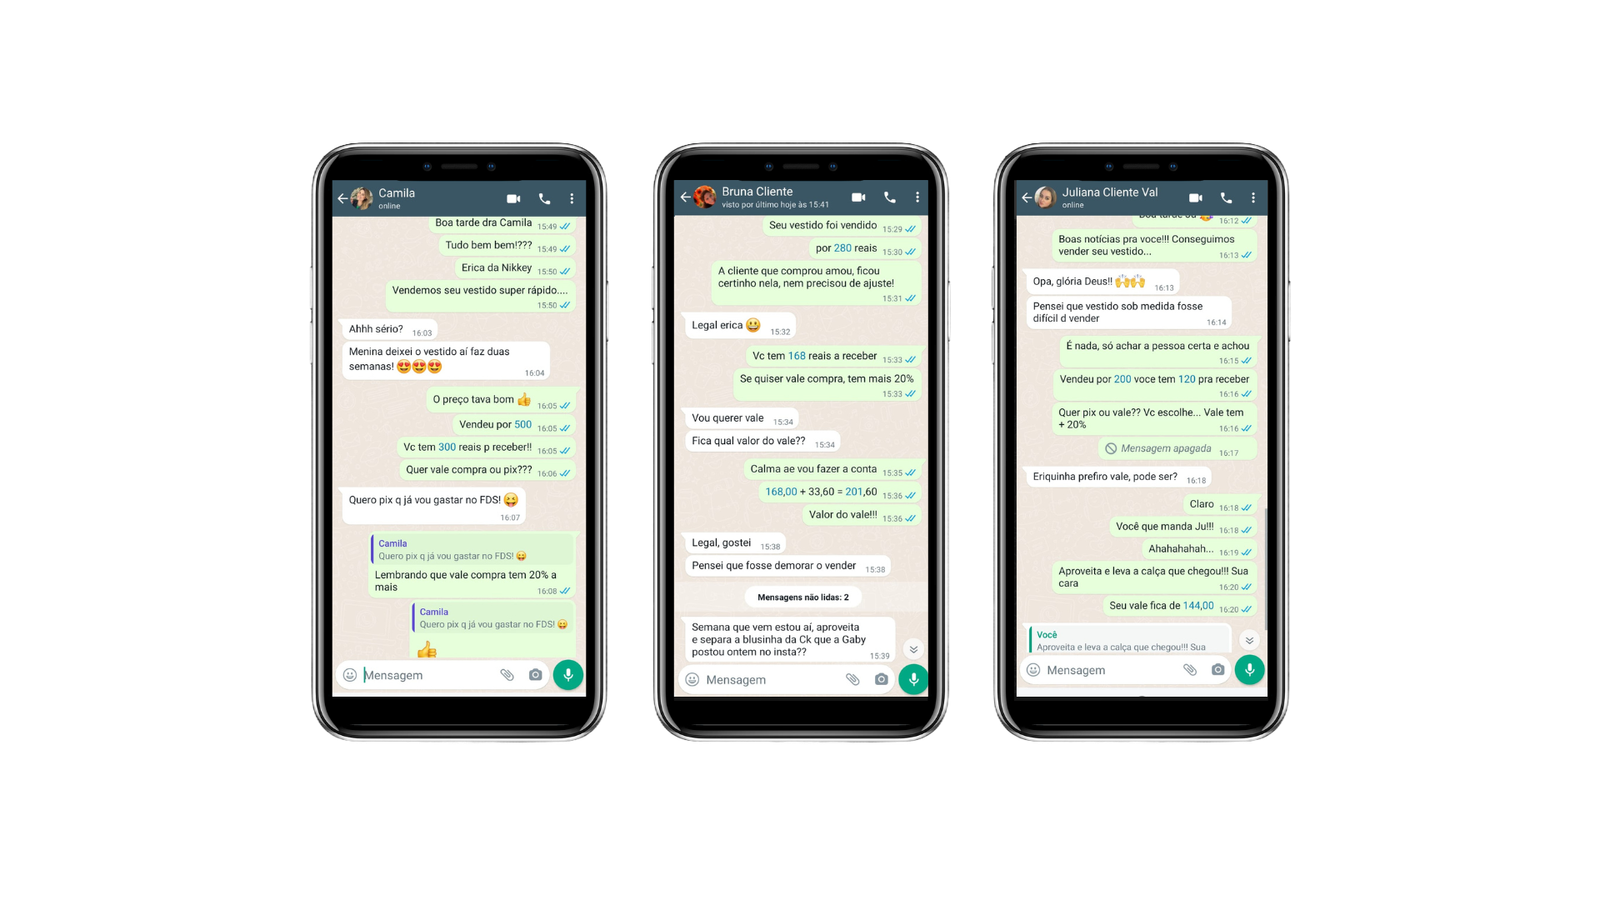 Camila
online
Boa tarde dra Camila 15:49
Tudo bem bem!??? 15:49
Erica da Nikkey 15:50
Vendemos seu vestido super rápido....
15:50
Ahhh sério? 16:03
Menina deixei o vestido aí faz duas
semanas! 😍😍😍
16:04
O preço tava bom 👍 16:05
Vendeu por 500 16:05
Vc tem 300 reais p receber!! 16:05
Quer vale compra ou pix??? 16:06
Quero pix q já vou gastar no FDS! 😝
16:07
Camila
Quero pix q já vou gastar no FDS! 😝
Lembrando que vale compra tem 20% a
mais
16:08
Camila
Quero pix q já vou gastar no FDS! 😝
👍
Mensagem
Bruna Cliente
visto por último hoje às 15:41
Seu vestido foi vendido 15:29
por 280 reais 15:30
A cliente que comprou amou, ficou
certinho nela, nem precisou de ajuste!
15:31
Legal erica 😃 15:32
Vc tem 168 reais a receber 15:33
Se quiser vale compra, tem mais 20%
15:33
Vou querer vale 15:34
Fica qual valor do vale?? 15:34
Calma ae vou fazer a conta 15:35
168,00 + 33,60 = 201,60 15:36
Valor do vale!!! 15:36
Legal, gostei 15:38
Pensei que fosse demorar o vender 15:38
Mensagens não lidas: 2
Semana que vem estou aí, aproveita
e separa a blusinha da Ck que a Gaby
postou ontem no insta??
15:39
Mensagem
Juliana Cliente Val
online
16:12
Boas notícias pra voce!!! Conseguimos
vender seu vestido...
16:13
Opa, glória Deus!! 🙌🙌 16:13
Pensei que vestido sob medida fosse
difícil d vender
16:14
É nada, só achar a pessoa certa e achou
16:15
Vendeu por 200 voce tem 120 pra receber
16:16
Quer pix ou vale?? Vc escolhe... Vale tem
+ 20%
16:16
Mensagem apagada 16:17
Eriquinha prefiro vale, pode ser? 16:18
Claro 16:18
Você que manda Ju!!! 16:18
Ahahahahah... 16:19
Aproveita e leva a calça que chegou!!! Sua
cara
16:20
Seu vale fica de 144,00 16:20
Você
Aproveita e leva a calça que chegou!!! Sua
Mensagem